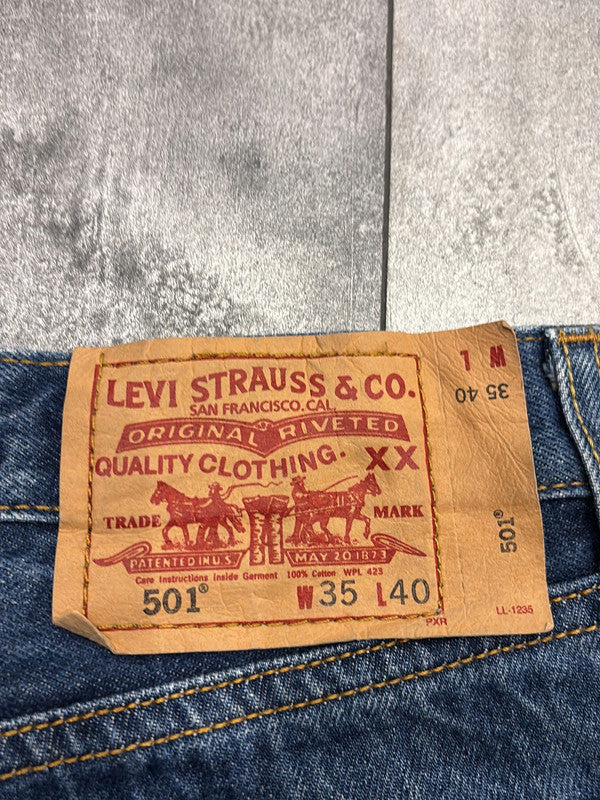 LEVI STRAUSS & CO.
SAN FRANCISCO, CAL.
ORIGINAL RIVETED
QUALITY CLOTHING. XX
TRADE MARK
PATENTED IN U.S. MAY 20 1873
Care Instructions Inside Garment 100% Cotton WPL 423
501® W35 L40
PXR
W L
35 40
501®
LL-1235